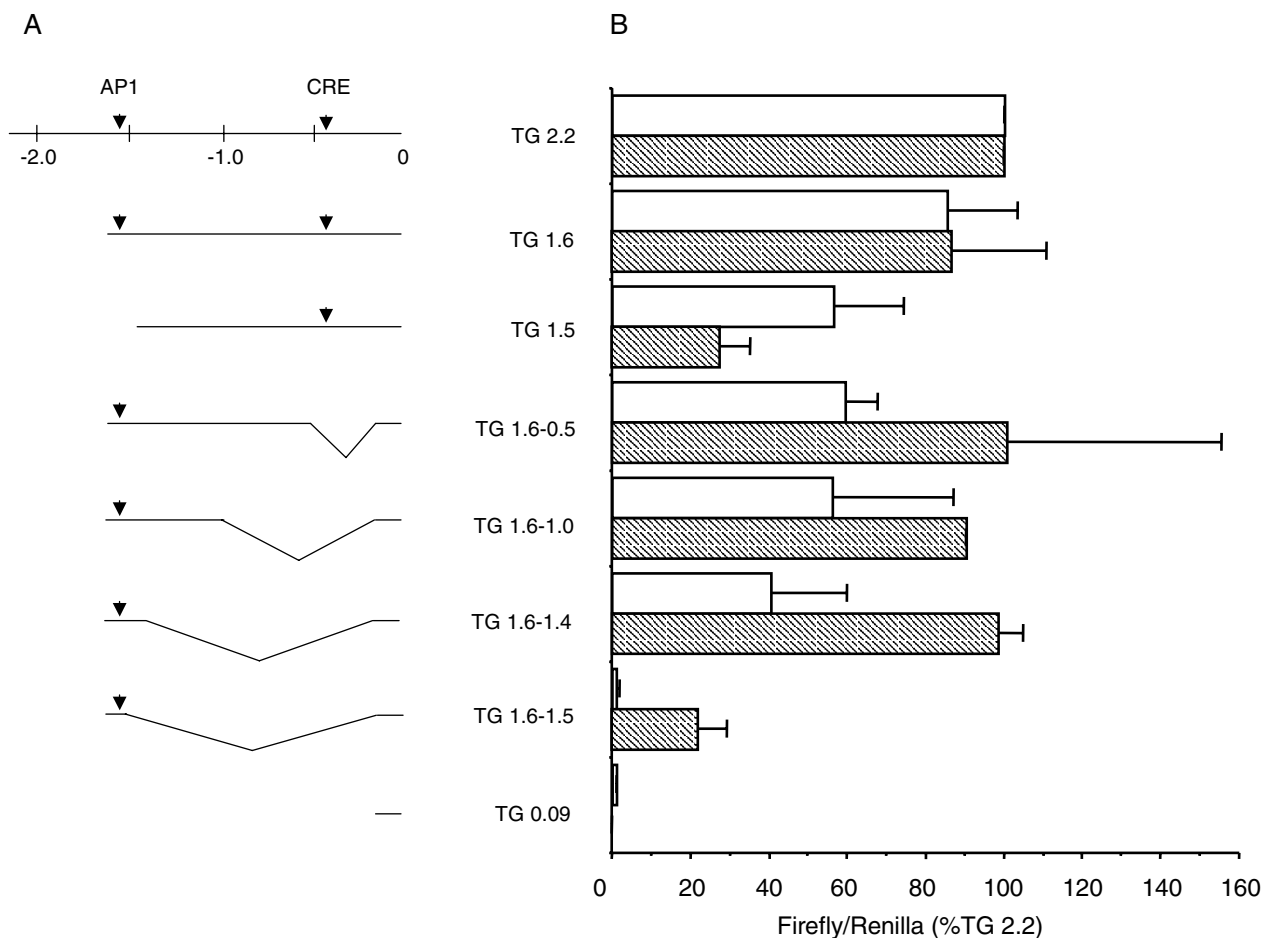 A
B
AP1 CRE
-2.0 -1.0 0
TG 2.2
TG 1.6
TG 1.5
TG 1.6-0.5
TG 1.6-1.0
TG 1.6-1.4
TG 1.6-1.5
TG 0.09
0 20 40 60 80 100 120 140 160
Firefly/Renilla (%TG 2.2)